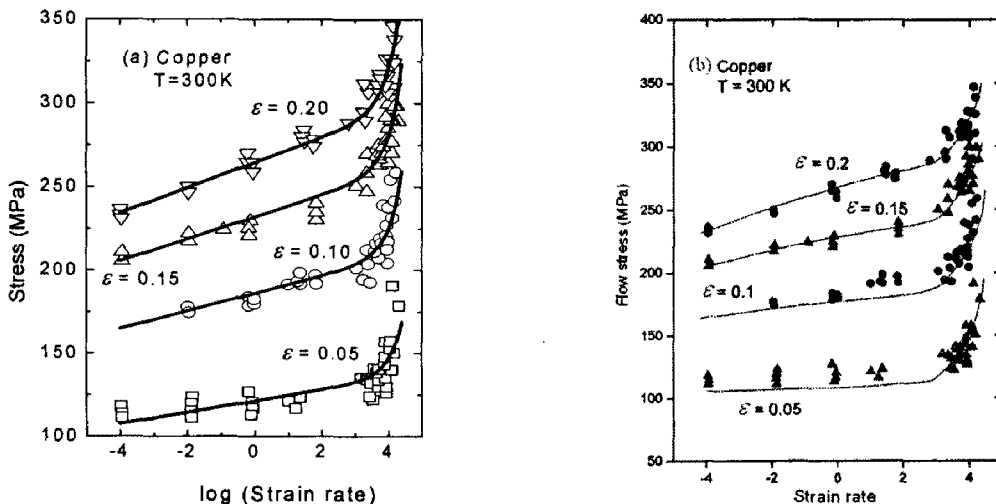 (a) Copper
T=300K
350
300
250
200
150
100
Stress (MPa)
ε = 0.20
ε = 0.15
ε = 0.10
ε = 0.05
-4
-2
0
2
4
log (Strain rate)
(b) Copper
T = 300 K
400
350
300
250
200
150
100
50
Flow stress (MPa)
ε = 0.2
ε = 0.15
ε = 0.1
ε = 0.05
-4
-2
0
2
4
Strain rate